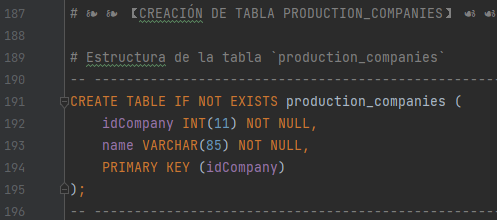 187 # ☙ ☙ 【CREACIÓN DE TABLA PRODUCTION_COMPANIES】 ❧ ❧
188
189 # Estructura de la tabla `production_companies`
190 --------------------------------------------------
191 CREATE TABLE IF NOT EXISTS production_companies (
192 idCompany INT(11) NOT NULL,
193 name VARCHAR(85) NOT NULL,
194 PRIMARY KEY (idCompany)
195 );
196 -- -----------------------------------------------